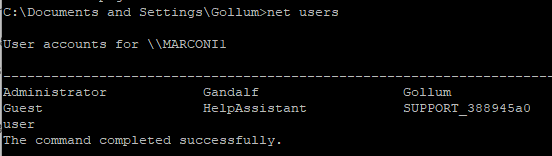 C:\Documents and Settings\Gollum>net users
User accounts for \\MARCONI1
-------------------------------------------------------------------------------
Administrator            Gandalf                  Gollum
Guest                    HelpAssistant            SUPPORT_388945a0
user
The command completed successfully.